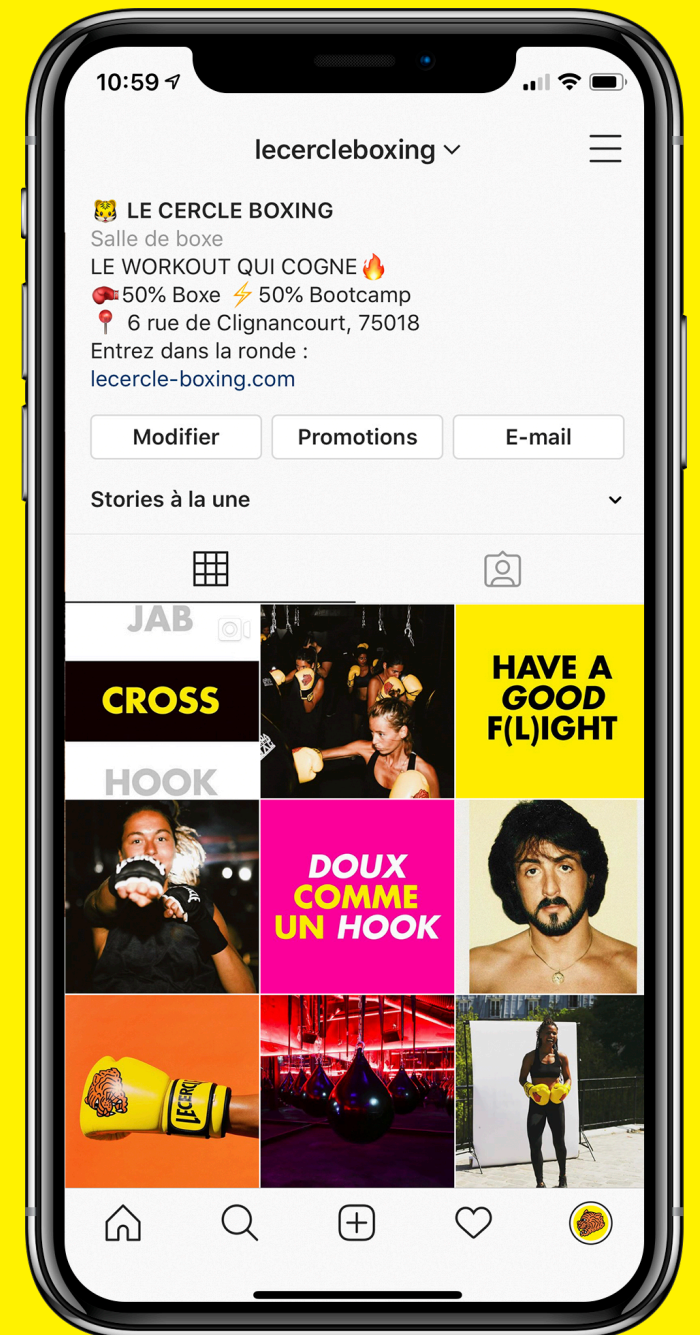 10:59
lecercleboxing
🐯 LE CERCLE BOXING
Salle de boxe
LE WORKOUT QUI COGNE🔥
🥊50% Boxe ⚡50% Bootcamp
📍 6 rue de Clignancourt, 75018
Entrez dans la ronde :
lecercle-boxing.com
Modifier
Promotions
E-mail
Stories à la une
JAB
CROSS
HOOK
HAVE A
GOOD
F(L)IGHT
DOUX
COMME
UN HOOK
LECERCLE